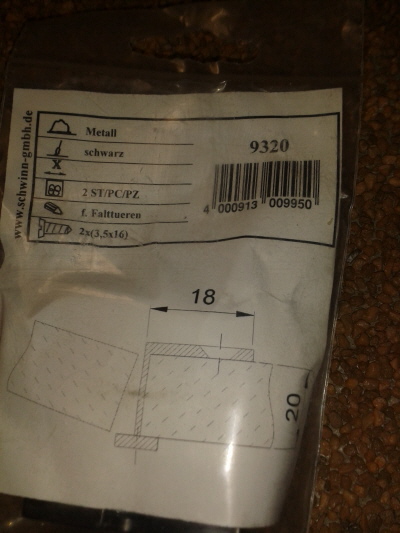 www.schwinn-gmbh.de
Metall
schwarz
X
2 ST/PC/PZ
f. Falttueren
2x(3,5x16)
9320
4 000913 009950
18
20